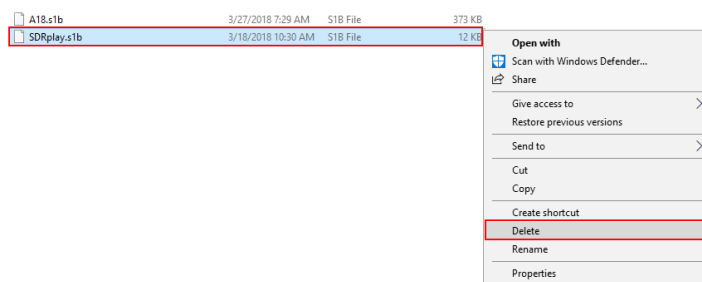 A18.s1b 3/27/2018 7:29 AM S1B File 373 KB
SDRplay.s1b 3/18/2018 10:30 AM S1B File 12 KB
Open with
Scan with Windows Defender...
Share
Give access to
Restore previous versions
Send to
Cut
Copy
Create shortcut
Delete
Rename
Properties